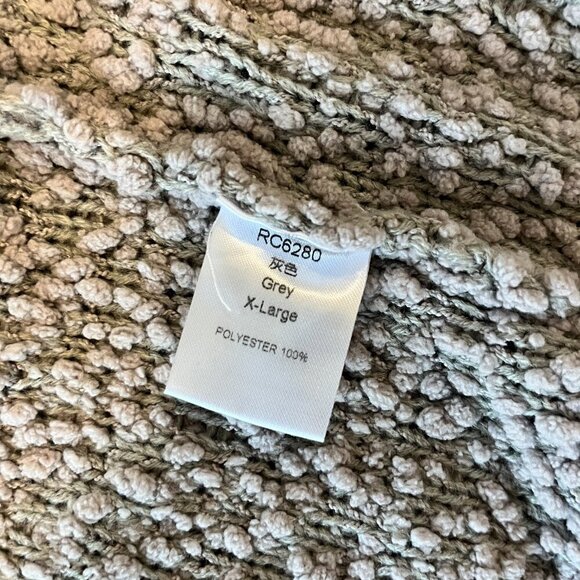 RC6280
灰色
Grey
X-Large
POLYESTER 100%